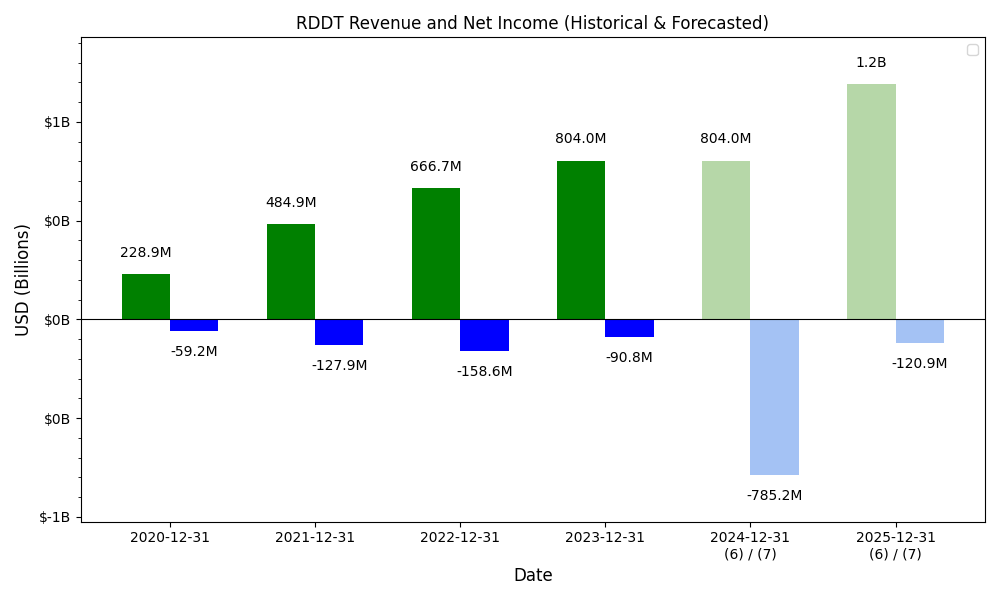 RDDT Revenue and Net Income (Historical & Forecasted)
1.2B
$1B
804.0M
804.0M
666.7M
$0B
484.9M
228.9M
USD (Billions)
$0B
-59.2M
-127.9M
-158.6M
-90.8M
-120.9M
$0B
-785.2M
$-1B
2020-12-31
2021-12-31
2022-12-31
2023-12-31
2024-12-31
(6) / (7)
2025-12-31
(6) / (7)
Date